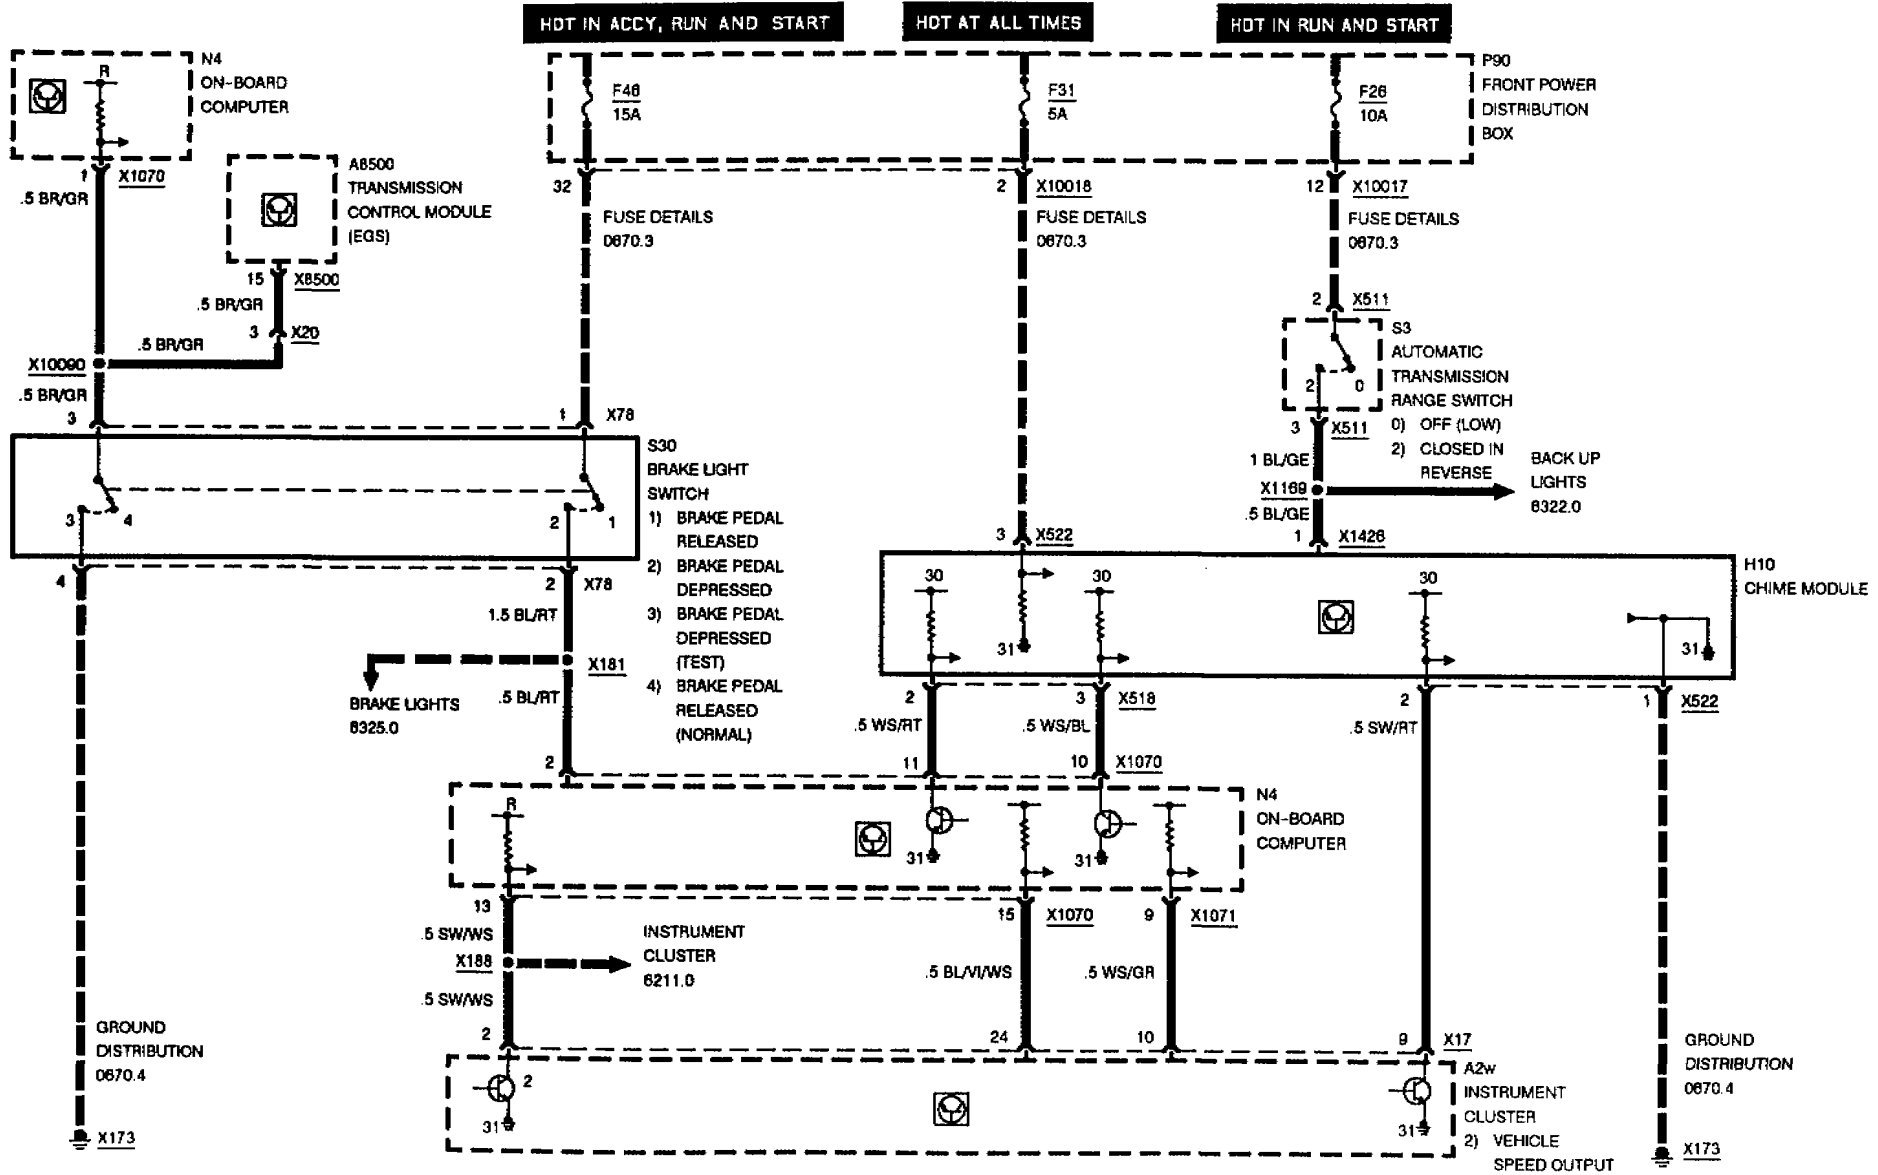 HOT IN ACCY, RUN AND START
HOT AT ALL TIMES
HOT IN RUN AND START
N4
ON-BOARD
COMPUTER
R
1
X1070
.5 BR/GR
A8500
TRANSMISSION
CONTROL MODULE
(EGS)
15
X8500
.5 BR/GR
3
X20
.5 BR/GR
X10090
.5 BR/GR
3
F46
15A
F31
5A
F26
10A
P90
FRONT POWER
DISTRIBUTION
BOX
32
2
X10018
12
X10017
FUSE DETAILS
0670.3
FUSE DETAILS
0670.3
FUSE DETAILS
0670.3
1
X78
2
X511
S3
AUTOMATIC
TRANSMISSION
RANGE SWITCH
0) OFF (LOW)
2) CLOSED IN
REVERSE
2
0
3
X511
1 BL/GE
X1169
.5 BL/GE
BACK UP
LIGHTS
6322.0
1
X1426
S30
BRAKE LIGHT
SWITCH
1) BRAKE PEDAL
RELEASED
2) BRAKE PEDAL
DEPRESSED
3) BRAKE PEDAL
DEPRESSED
(TEST)
4) BRAKE PEDAL
RELEASED
(NORMAL)
3
4
2
1
4
2
X78
1.5 BL/RT
X181
.5 BL/RT
BRAKE LIGHTS
6325.0
2
3
X522
H10
CHIME MODULE
30
30
30
31
31
2
3
X518
2
1
X522
.5 WS/RT
.5 WS/BL
.5 SW/RT
11
10
X1070
N4
ON-BOARD
COMPUTER
R
31
31
13
15
X1070
9
X1071
.5 SW/WS
X188
.5 SW/WS
INSTRUMENT
CLUSTER
6211.0
.5 BL/VI/WS
.5 WS/GR
2
24
10
9
X17
A2w
INSTRUMENT
CLUSTER
2) VEHICLE
SPEED OUTPUT
2
31
31
GROUND
DISTRIBUTION
0670.4
X173
GROUND
DISTRIBUTION
0670.4
X173